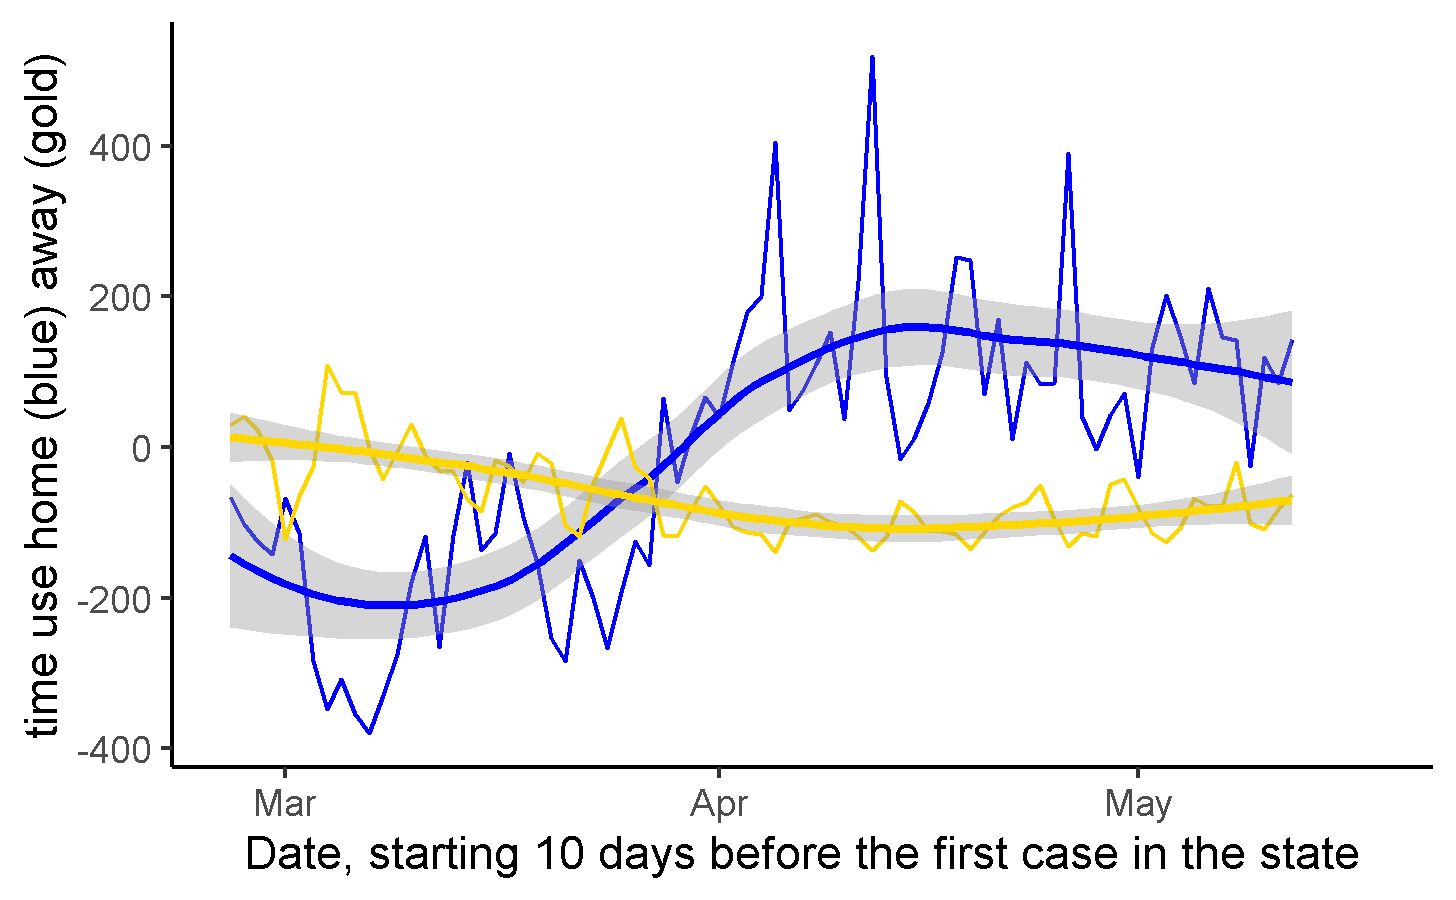 time use home (blue) away (gold)
400
200
0
-200
-400
Mar
Apr
May
Date, starting 10 days before the first case in the state